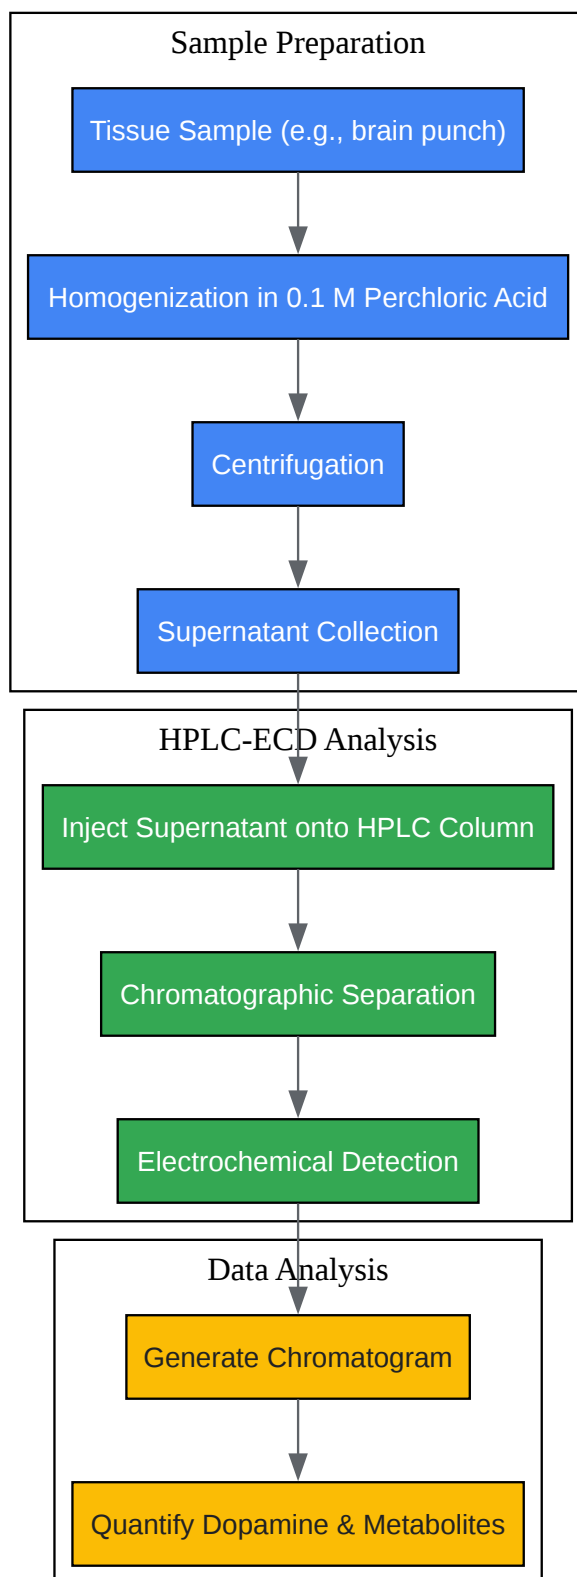 Sample Preparation
Tissue Sample (e.g., brain punch)
Homogenization in 0.1 M Perchloric Acid
Centrifugation
Supernatant Collection
HPLC-ECD Analysis
Inject Supernatant onto HPLC Column
Chromatographic Separation
Electrochemical Detection
Data Analysis
Generate Chromatogram
Quantify Dopamine & Metabolites